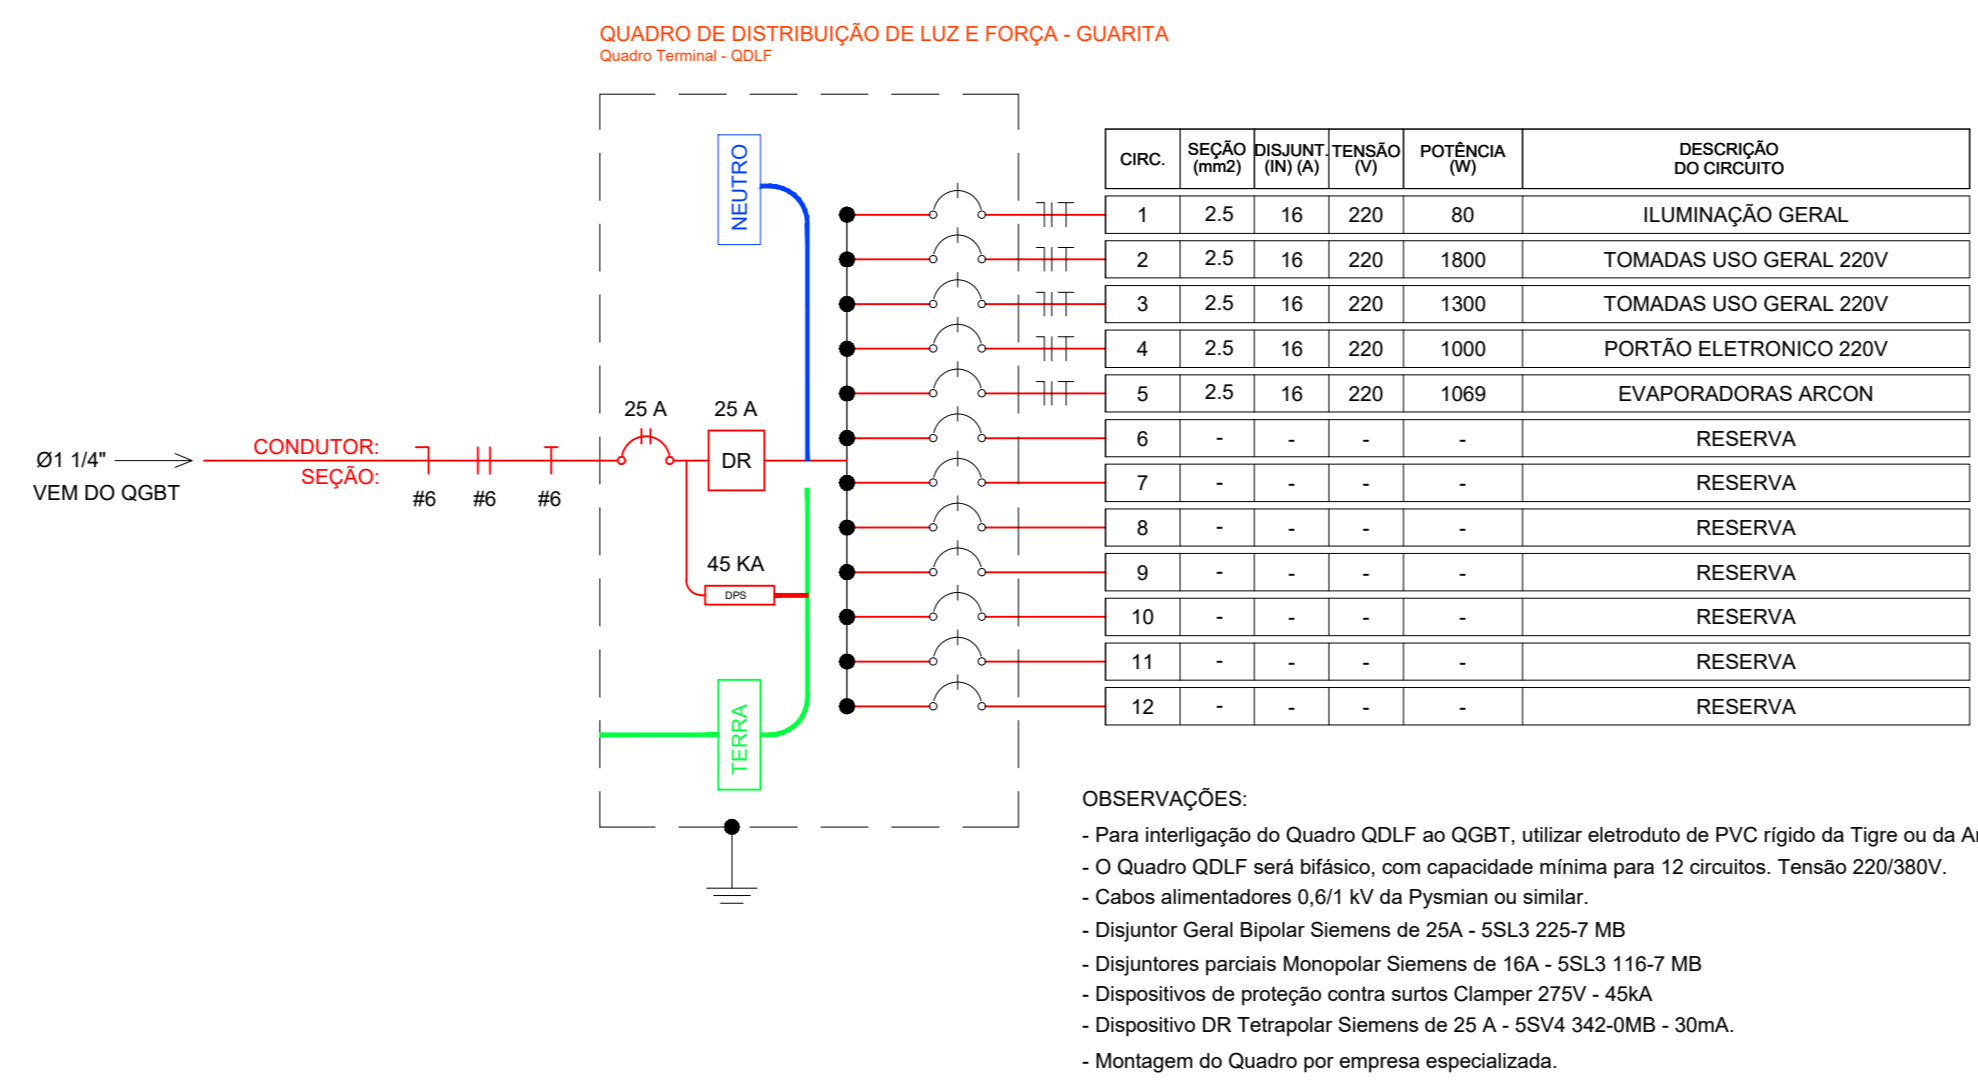 QUADRO DE DISTRIBUIÇÃO DE LUZ E FORÇA - GUARITA
Quadro Terminal - QDLF
NEUTRO
CIRC. SEÇÃO (mm2) DISJUNT. (IN) (A) TENSÃO (V) POTÊNCIA (W) DESCRIÇÃO DO CIRCUITO
1 2.5 16 220 80 ILUMINAÇÃO GERAL
2 2.5 16 220 1800 TOMADAS USO GERAL 220V
3 2.5 16 220 1300 TOMADAS USO GERAL 220V
4 2.5 16 220 1000 PORTÃO ELETRONICO 220V
5 2.5 16 220 1069 EVAPORADORAS ARCON
6 - - - - RESERVA
7 - - - - RESERVA
8 - - - - RESERVA
9 - - - - RESERVA
10 - - - - RESERVA
11 - - - - RESERVA
12 - - - - RESERVA
25 A 25 A
Ø1 1/4"
VEM DO QGBT
CONDUTOR:
SEÇÃO:
#6 #6 #6
DR
45 KA
DPS
TERRA
OBSERVAÇÕES:
- Para interligação do Quadro QDLF ao QGBT, utilizar eletroduto de PVC rígido da Tigre ou da
- O Quadro QDLF será bifásico, com capacidade mínima para 12 circuitos. Tensão 220/380V.
- Cabos alimentadores 0,6/1 kV da Pysmian ou similar.
- Disjuntor Geral Bipolar Siemens de 25A - 5SL3 225-7 MB
- Disjuntores parciais Monopolar Siemens de 16A - 5SL3 116-7 MB
- Dispositivos de proteção contra surtos Clamper 275V - 45kA
- Dispositivo DR Tetrapolar Siemens de 25 A - 5SV4 342-0MB - 30mA.
- Montagem do Quadro por empresa especializada.